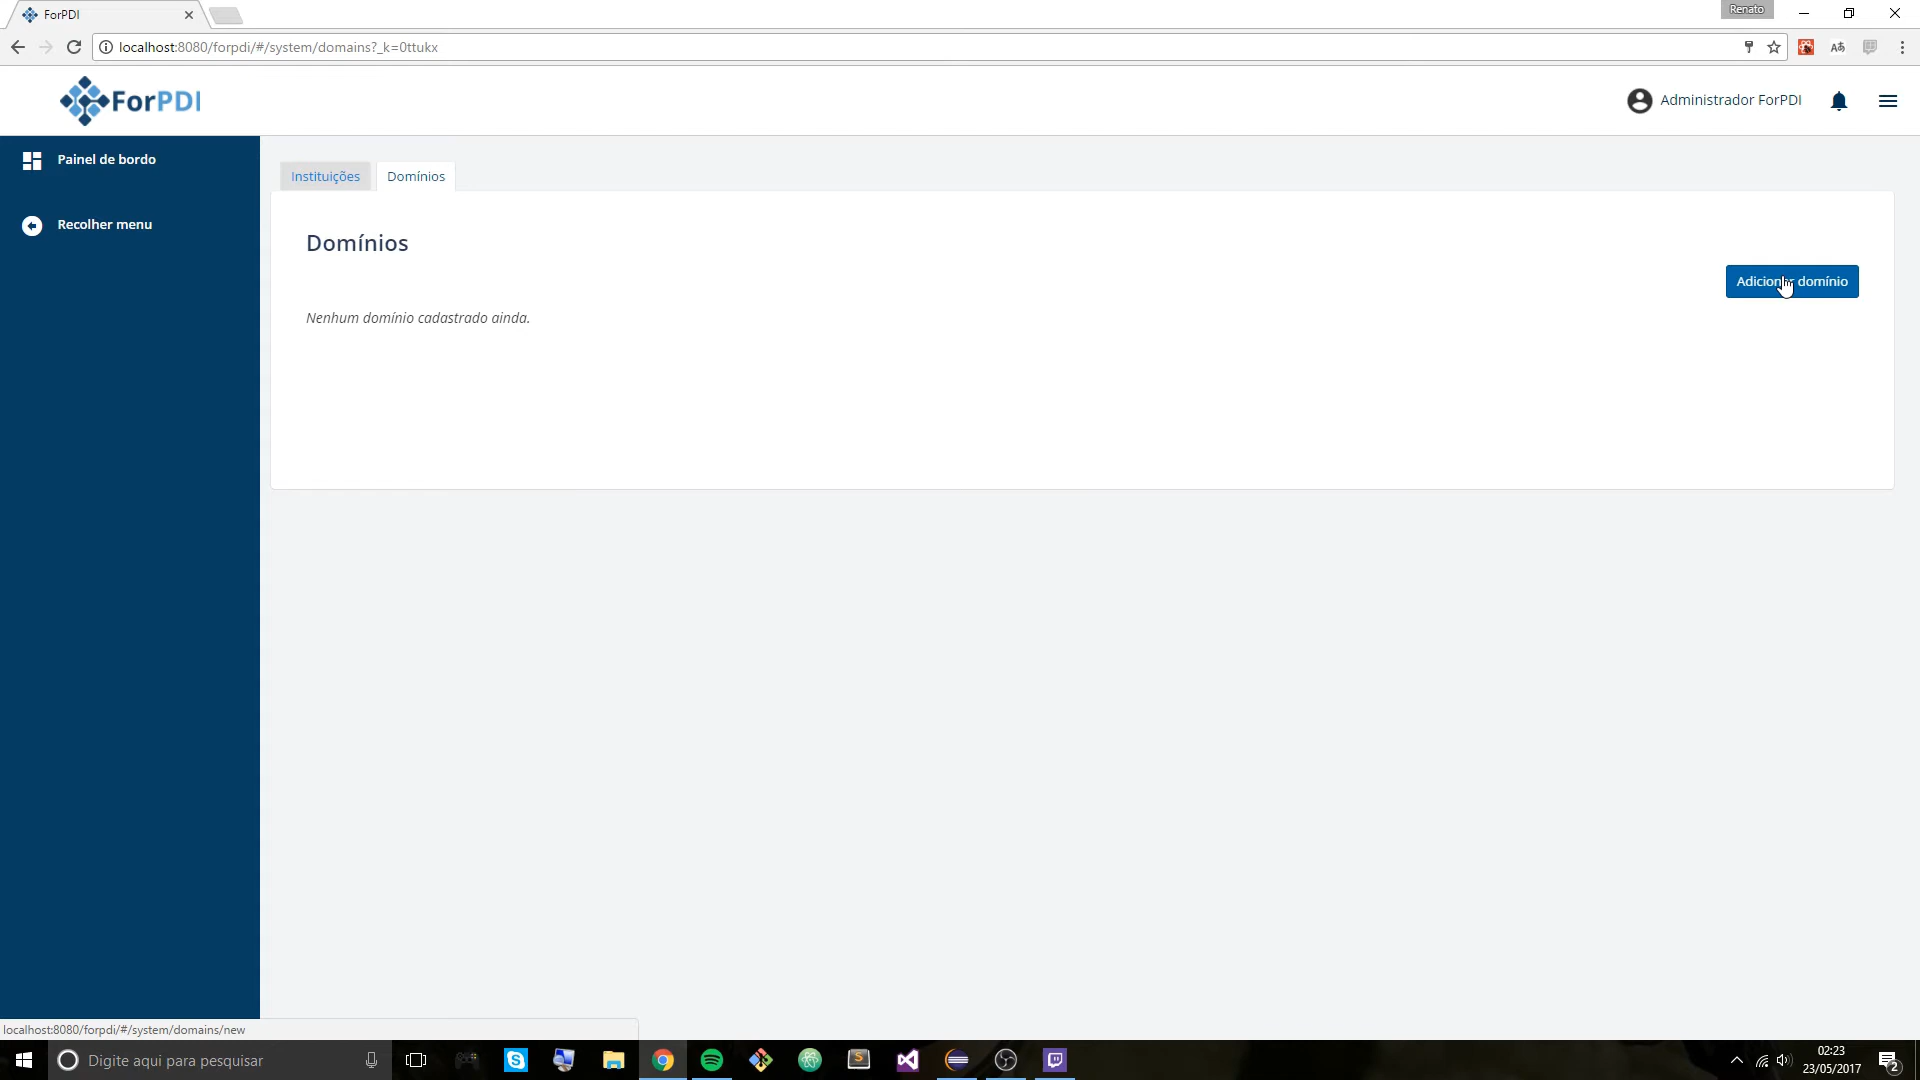 ForPDI
Renato
localhost:8080/forpdi/#/system/domains?_k=0ttukx
ForPDI
Administrador ForPDI
Painel de bordo
Recolher menu
Instituições
Domínios
Domínios
Adicionar domínio
Nenhum domínio cadastrado ainda.
localhost:8080/forpdi/#/system/domains/new
Digite aqui para pesquisar
02:23
23/05/2017
2